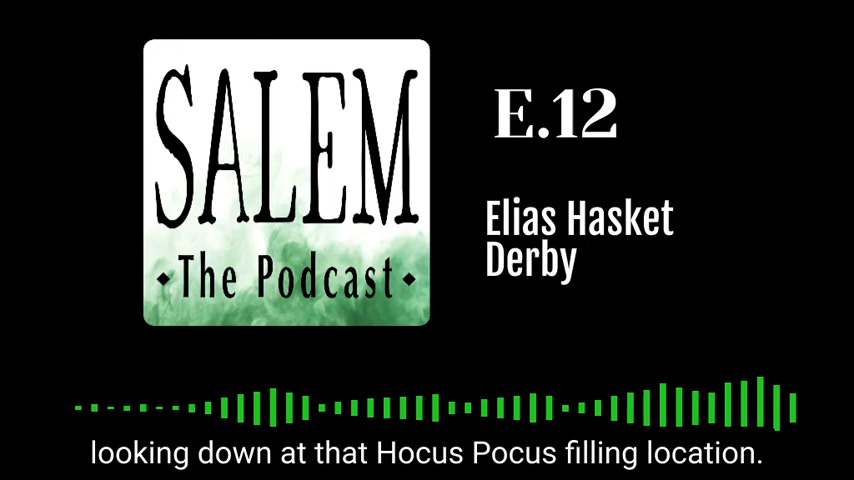 SALEM
• The Podcast •
E.12
Elias Hasket
Derby
looking down at that Hocus Pocus filling location.